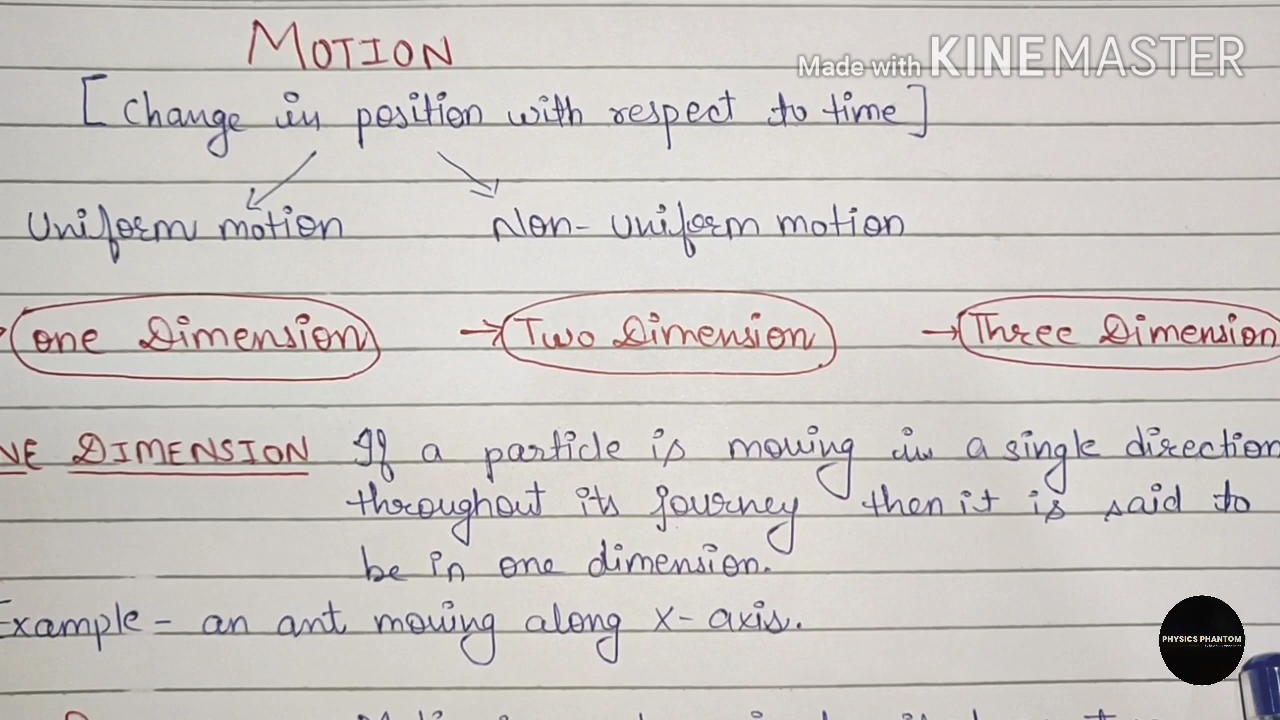 MOTION
Made with KINEMASTER
[Change in position with respect to time]
Uniform motion Non-uniform motion
One Dimension → Two Dimension → Three Dimension
NE DIMENSION If a particle is moving in a single direction
throughout its journey then it is said to
be in one dimension.
Example - an ant moving along x-axis.
PHYSICS PHANTOM